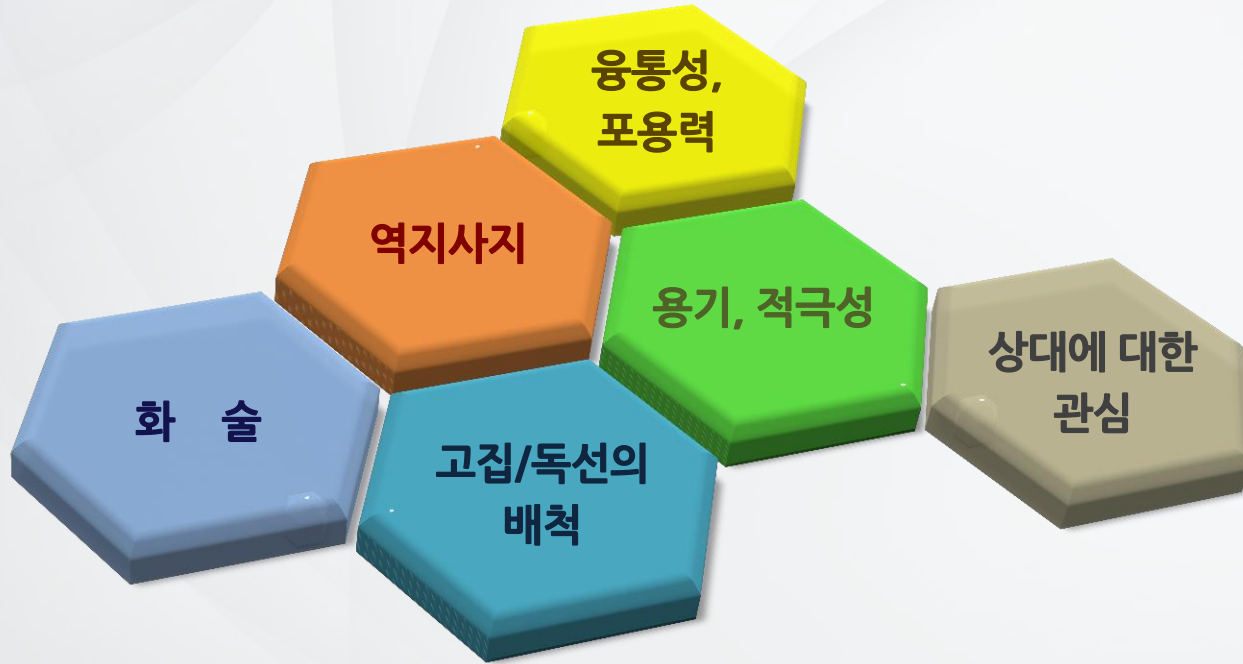 융통성,
포용력
역지사지
용기, 적극성
상대에 대한
관심
화 술
고집/독선의
배척